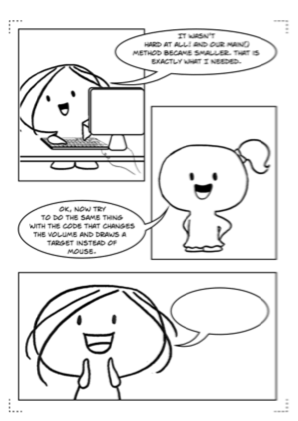 IT WASN'T
HARD AT ALL! AND OUR MAIN()
METHOD BECAME SMALLER. THAT IS
EXACTLY WHAT I NEEDED.
OK, NOW TRY
TO DO THE SAME THING
WITH THE CODE THAT CHANGES
THE VOLUME AND DRAWS A
TARGET INSTEAD OF
MOUSE.